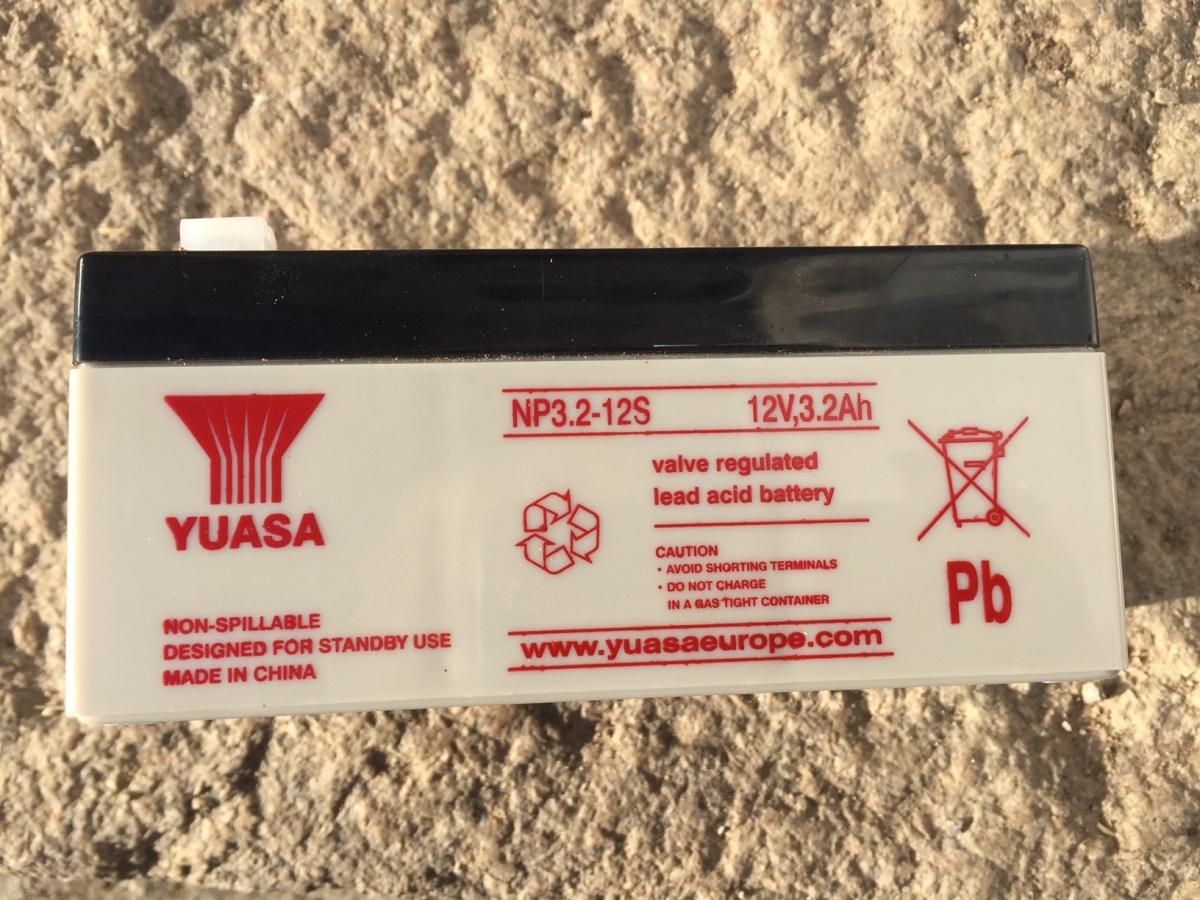 YUASA
NON-SPILLABLE
DESIGNED FOR STANDBY USE
MADE IN CHINA
NP3.2-12S 12V,3.2Ah
valve regulated
lead acid battery
CAUTION
• AVOID SHORTING TERMINALS
• DO NOT CHARGE
IN A GAS TIGHT CONTAINER
www.yuasaeurope.com
Pb